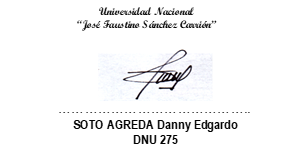 Universidad Nacional
“José Faustino Sánchez Carrión”
……………………………………..
SOTO AGREDA Danny Edgardo
DNU 275